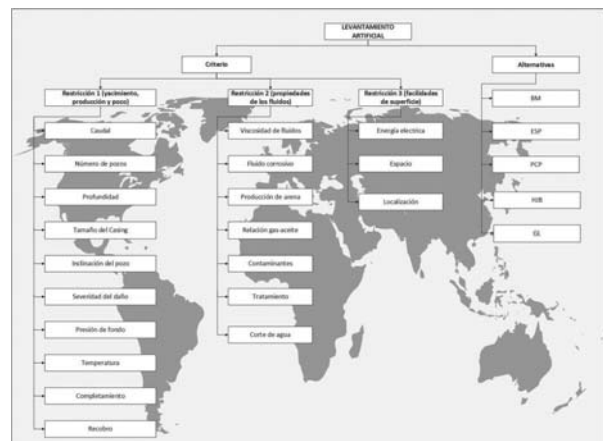 LEVANTAMIENTO
ARTIFICIAL
Criterio
Alternativas
Restricción 1 (yacimiento,
producción y pozo)
Caudal
Número de pozos
Profundidad
Tamaño del Casing
Inclinación del pozo
Severidad del daño
Presión de fondo
Temperatura
Completamiento
Recobro
Restricción 2 (propiedades
de los fluidos)
Viscosidad de fluidos
Fluido corrosivo
Producción de arena
Relación gas-aceite
Contaminantes
Tratamiento
Corte de agua
Restricción 3 (facilidades
de superficie)
Energía electrica
Espacio
Localización
BM
ESP
PCP
HJB
GL